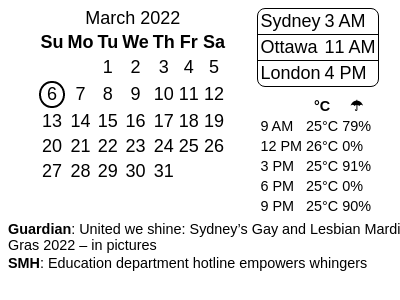 March 2022
Su Mo Tu We Th Fr Sa
1 2 3 4 5
6 7 8 9 10 11 12
13 14 15 16 17 18 19
20 21 22 23 24 25 26
27 28 29 30 31
Sydney 3 AM
Ottawa 11 AM
London 4 PM
°C ☂
9 AM 25°C 79%
12 PM 26°C 0%
3 PM 25°C 91%
6 PM 25°C 0%
9 PM 25°C 90%
Guardian: United we shine: Sydney’s Gay and Lesbian Mardi
Gras 2022 – in pictures
SMH: Education department hotline empowers whingers